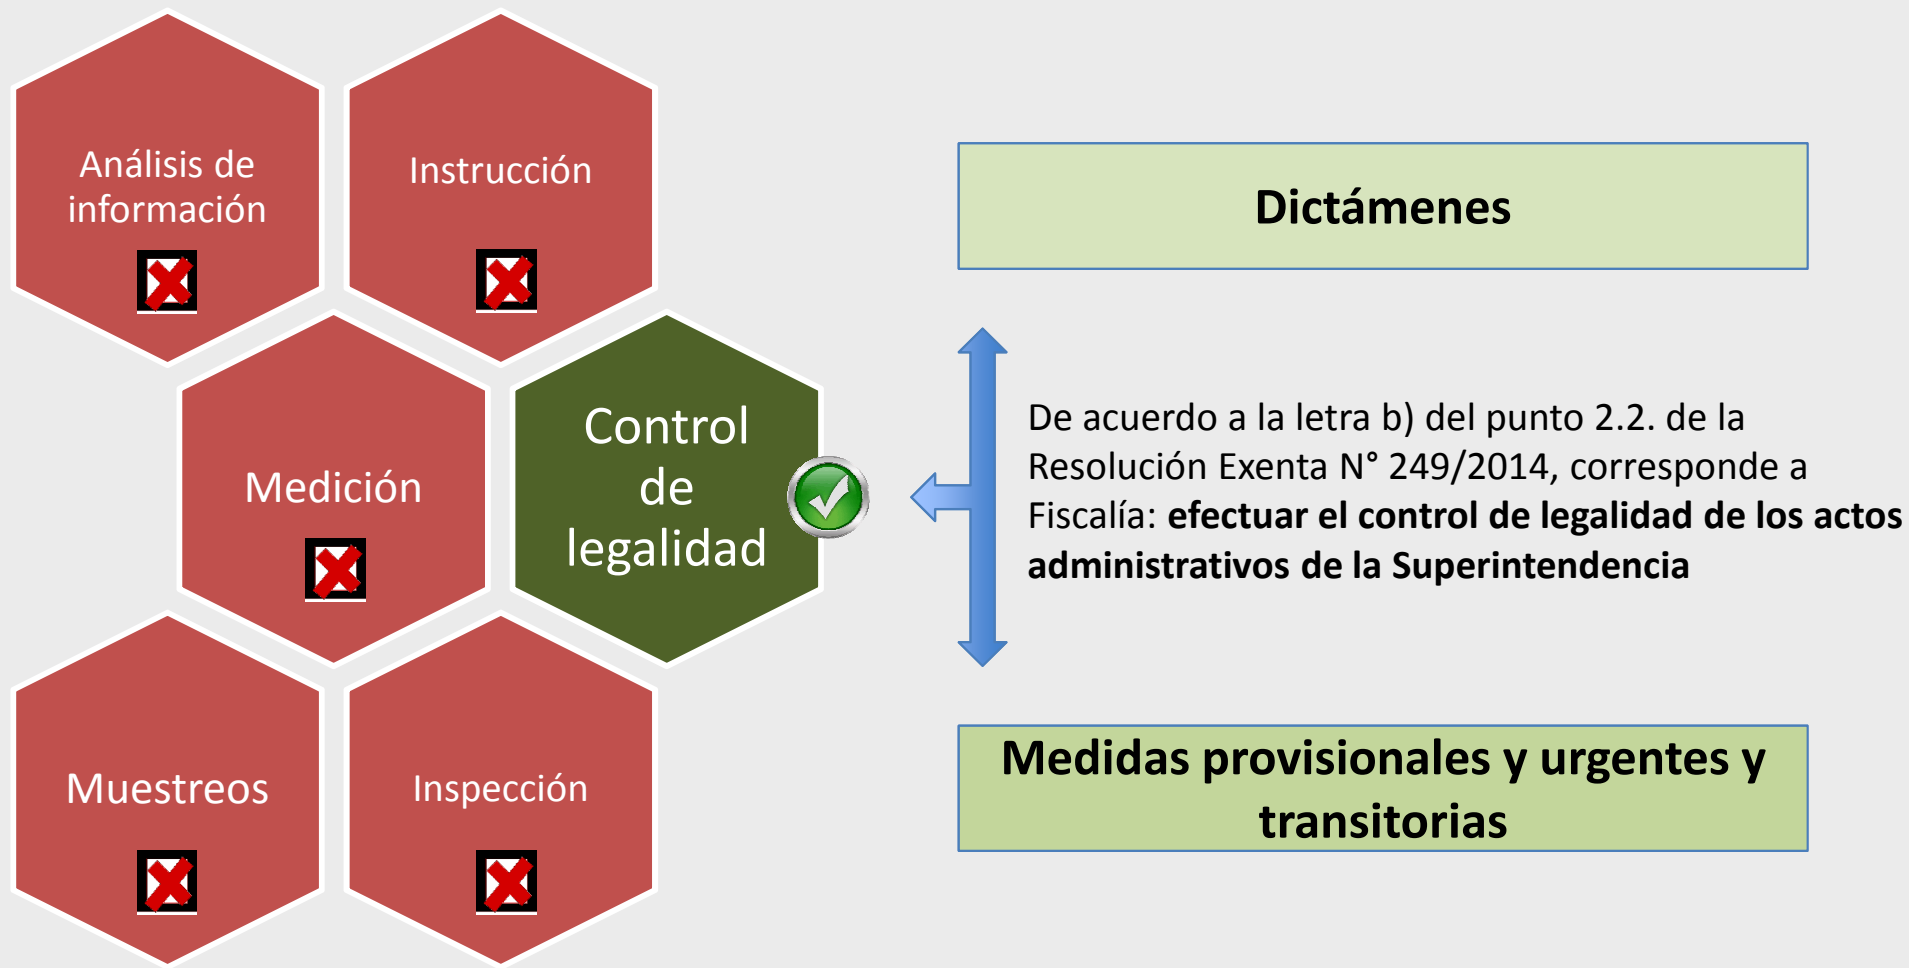 Análisis de
información
Instrucción
Medición
Control
de
legalidad
Muestreos
Inspección
Dictámenes
De acuerdo a la letra b) del punto 2.2. de la
Resolución Exenta N° 249/2014, corresponde a
Fiscalía: efectuar el control de legalidad de los actos
administrativos de la Superintendencia
Medidas provisionales y urgentes y
transitorias